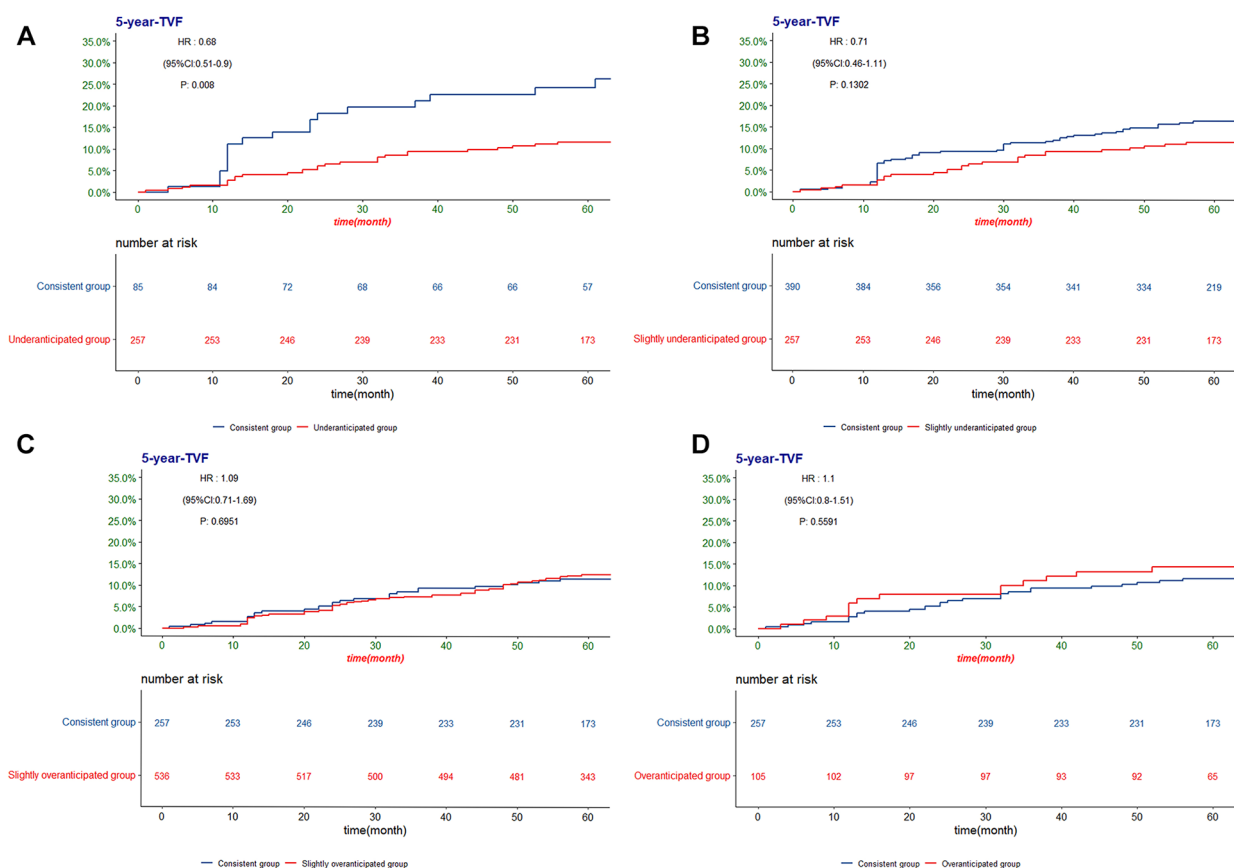 A
5-year-TVF
35.0%
30.0%
25.0%
20.0%
15.0%
10.0%
5.0%
0.0%
HR : 0.68
(95%CI:0.51-0.9)
P: 0.008
0 10 20 30 40 50 60
time(month)
number at risk
Consistent group 85 84 72 68 66 66 57
Underanticipated group 257 253 246 239 233 231 173
0 10 20 30 40 50 60
time(month)
Consistent group Underanticipated group
B
5-year-TVF
35.0%
30.0%
25.0%
20.0%
15.0%
10.0%
5.0%
0.0%
HR : 0.71
(95%CI:0.46-1.11)
P: 0.1302
0 10 20 30 40 50 60
time(month)
number at risk
Consistent group 390 384 356 354 341 334 219
Slightly underanticipated group 257 253 246 239 233 231 173
0 10 20 30 40 50 60
time(month)
Consistent group Slightly underanticipated group
C
5-year-TVF
35.0%
30.0%
25.0%
20.0%
15.0%
10.0%
5.0%
0.0%
HR : 1.09
(95%CI:0.71-1.69)
P: 0.6951
0 10 20 30 40 50 60
time(month)
number at risk
Consistent group 257 253 246 239 233 231 173
Slightly overanticipated group 536 533 517 500 494 481 343
0 10 20 30 40 50 60
time(month)
Consistent group Slightly overanticipated group
D
5-year-TVF
35.0%
30.0%
25.0%
20.0%
15.0%
10.0%
5.0%
0.0%
HR : 1.1
(95%CI:0.8-1.51)
P: 0.5591
0 10 20 30 40 50 60
time(month)
number at risk
Consistent group 257 253 246 239 233 231 173
Overanticipated group 105 102 97 97 93 92 65
0 10 20 30 40 50 60
time(month)
Consistent group Overanticipated group